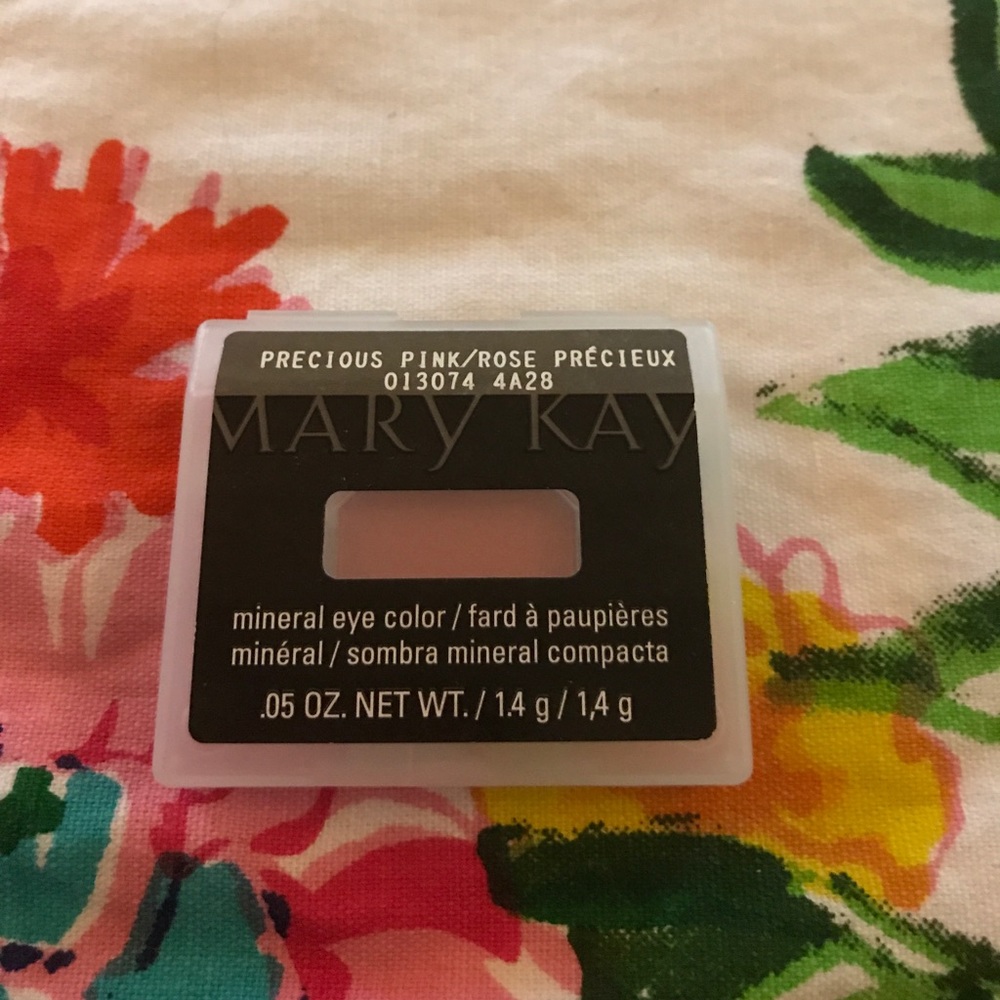 PRECIOUS PINK/ROSE PRÉCIEUX
013074 4A28
MARY KAY
mineral eye color / fard à paupières
minéral / sombra mineral compacta
.05 OZ. NET WT. / 1.4 g / 1,4 g